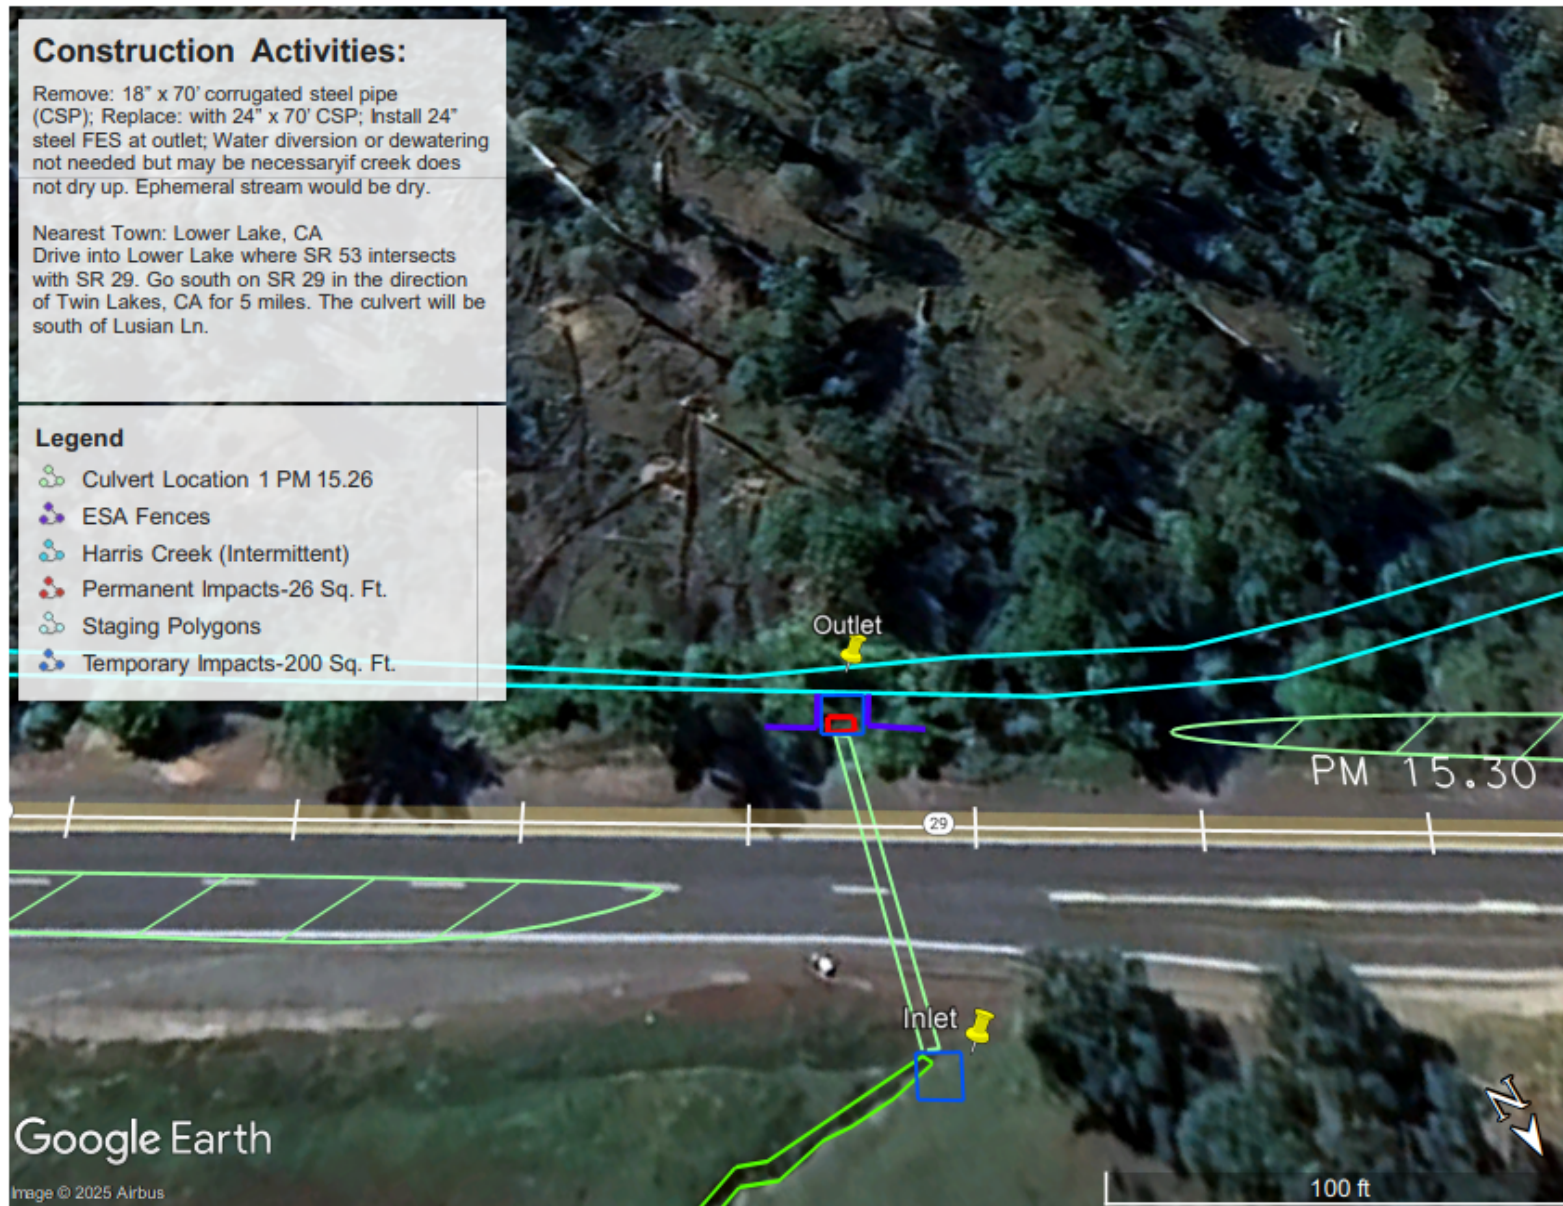 Construction Activities:
Remove: 18” x 70’ corrugated steel pipe
(CSP); Replace: with 24” x 70’ CSP; Install 24”
steel FES at outlet; Water diversion or dewatering
not needed but may be necessaryif creek does
not dry up. Ephemeral stream would be dry.
Nearest Town: Lower Lake, CA
Drive into Lower Lake where SR 53 intersects
with SR 29. Go south on SR 29 in the direction
of Twin Lakes, CA for 5 miles. The culvert will be
south of Lusian Ln.
Legend
Culvert Location 1 PM 15.26
ESA Fences
Harris Creek (Intermittent)
Permanent Impacts-26 Sq. Ft.
Staging Polygons
Temporary Impacts-200 Sq. Ft.
Outlet
PM 15.30
29
Inlet
N
Google Earth
Image © 2025 Airbus
100 ft